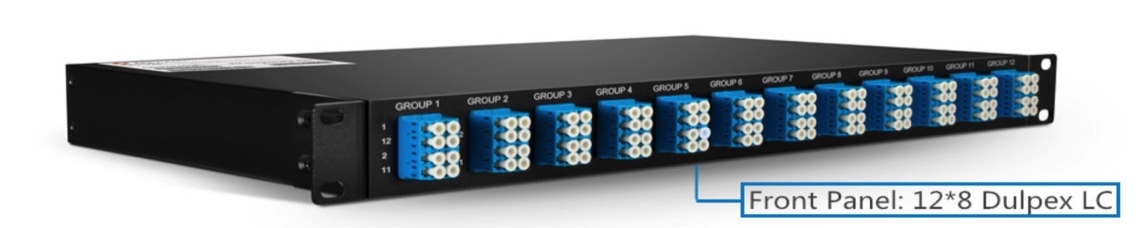 GROUP 1 GROUP 2 GROUP 3 GROUP 4 GROUP 5 GROUP 6 GROUP 7 GROUP 8 GROUP 9 GROUP 10 GROUP 11 GROUP 12
1
12
2
11
Front Panel: 12*8 Dulpex LC